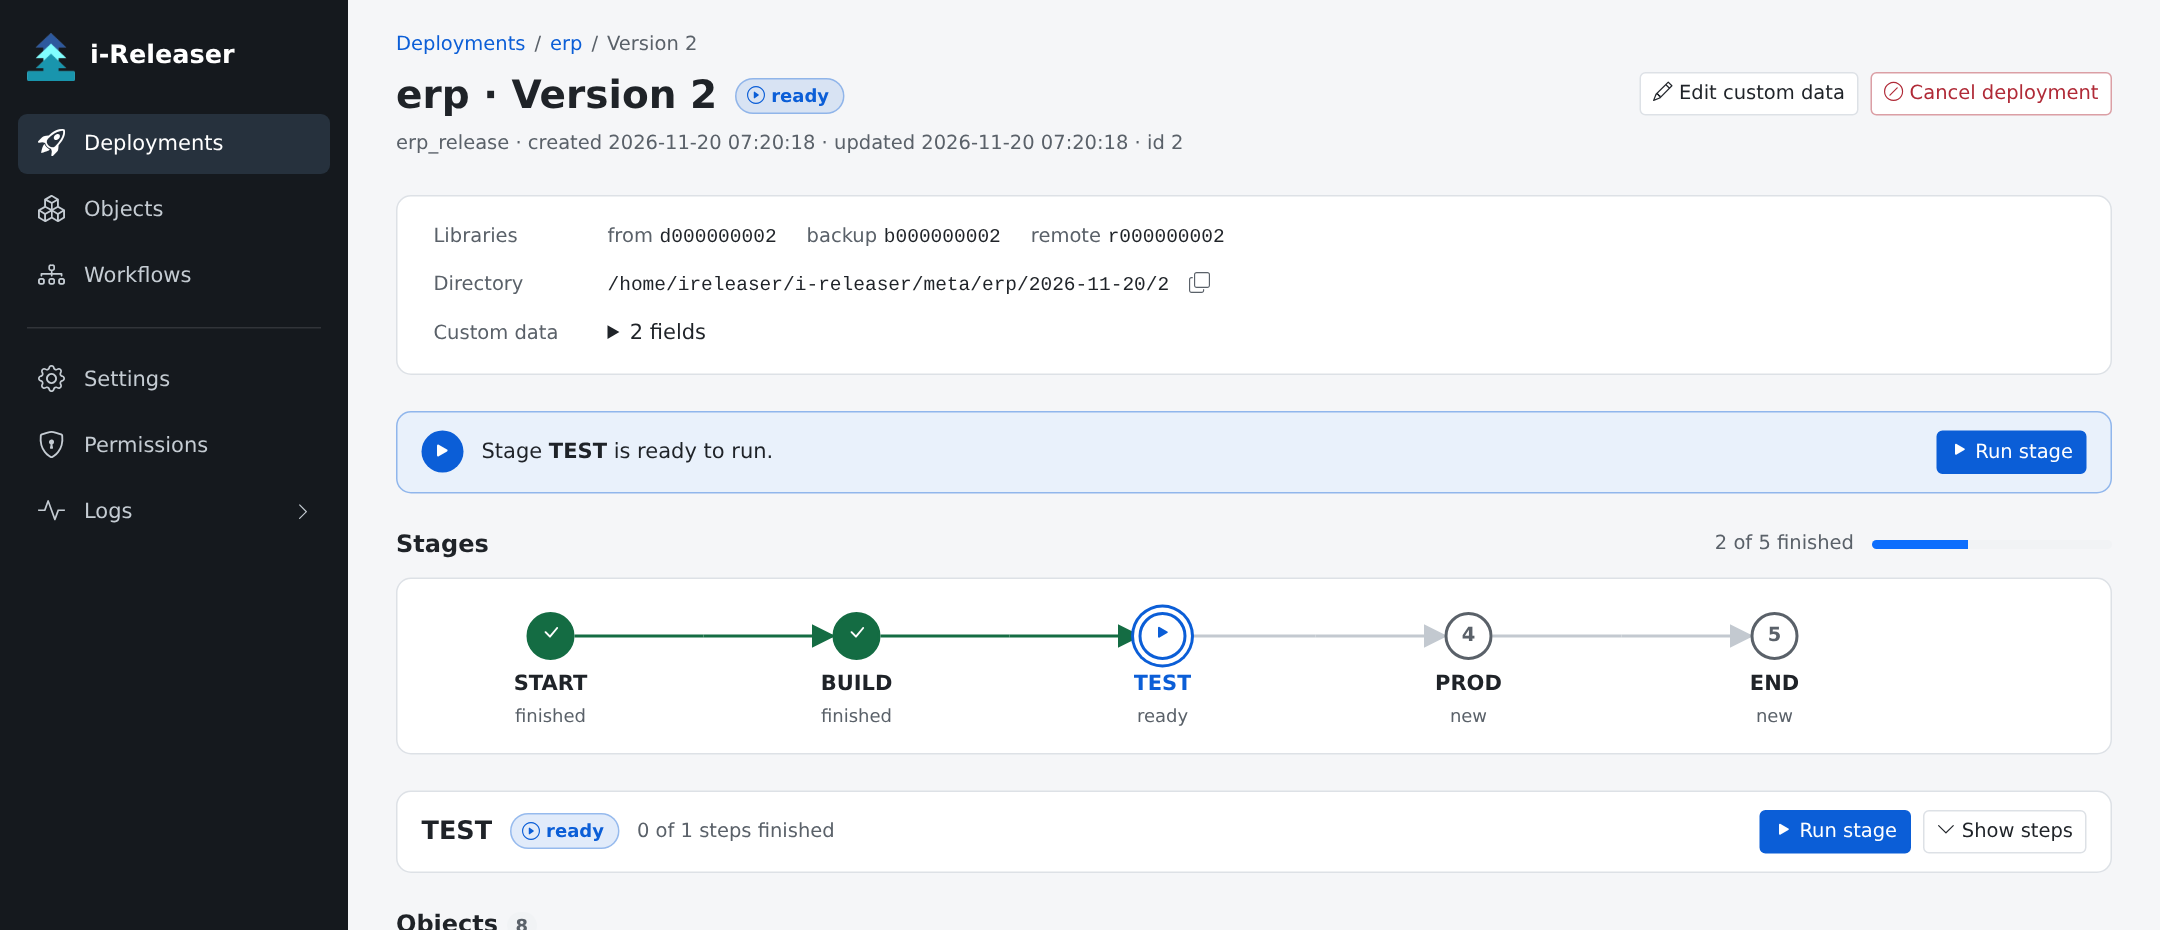 i-Releaser
Deployments
Objects
Workflows
Settings
Permissions
Logs
Deployments / erp / Version 2
erp · Version 2 ready
Edit custom data
Cancel deployment
erp_release · created 2026-11-20 07:20:18 · updated 2026-11-20 07:20:18 · id 2
Libraries from d000000002 backup b000000002 remote r000000002
Directory /home/ireleaser/i-releaser/meta/erp/2026-11-20/2
Custom data 2 fields
Stage TEST is ready to run.
Run stage
Stages
2 of 5 finished
4 5
START BUILD TEST PROD END
finished finished ready new new
TEST ready 0 of 1 steps finished
Run stage
Show steps
Objects 8